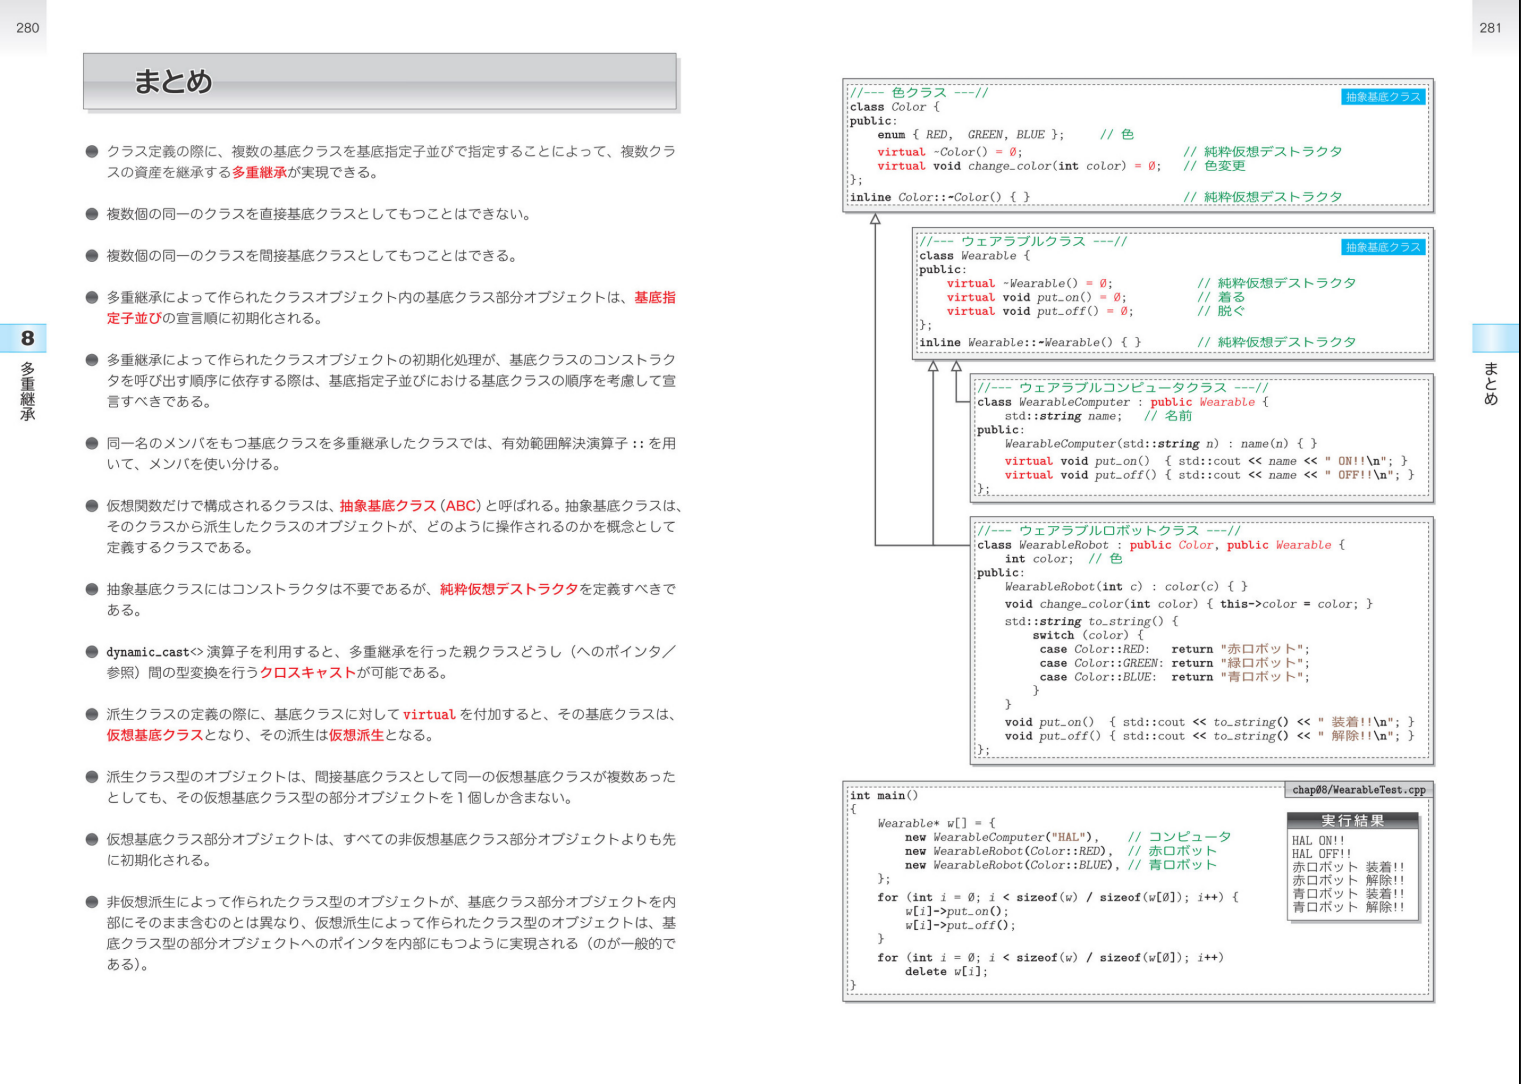 280
まとめ
● クラス定義の際に、複数の基底クラスを基底指定子並びで指定することによって、複数クラ
スの資産を継承する多重継承が実現できる。
● 複数個の同一のクラスを直接基底クラスとしてもつことはできない。
● 複数個の同一のクラスを間接基底クラスとしてもつことはできる。
● 多重継承によって作られたクラスオブジェクト内の基底クラス部分オブジェクトは、基底指
定子並びの宣言順に初期化される。
● 多重継承によって作られたクラスオブジェクトの初期化処理が、基底クラスのコンストラク
タを呼び出す順序に依存する際は、基底指定子並びにおける基底クラスの順序を考慮して宣
言すべきである。
● 同一名のメンバをもつ基底クラスを多重継承したクラスでは、有効範囲解決演算子 :: を用
いて、メンバを使い分ける。
● 仮想関数だけで構成されるクラスは、抽象基底クラス（ABC）と呼ばれる。抽象基底クラスは、
そのクラスから派生したクラスのオブジェクトが、どのように操作されるのかを概念として
定義するクラスである。
● 抽象基底クラスにはコンストラクタは不要であるが、純粋仮想デストラクタを定義すべきで
ある。
● dynamic_cast<> 演算子を利用すると、多重継承を行った親クラスどうし（へのポインタ／
参照）間の型変換を行うクロスキャストが可能である。
● 派生クラスの定義の際に、基底クラスに対して virtual を付加すると、その基底クラスは、
仮想基底クラスとなり、その派生は仮想派生となる。
● 派生クラス型のオブジェクトは、間接基底クラスとして同一の仮想基底クラスが複数あった
としても、その仮想基底クラス型の部分オブジェクトを１個しか含まない。
● 仮想基底クラス部分オブジェクトは、すべての非仮想基底クラス部分オブジェクトよりも先
に初期化される。
● 非仮想派生によって作られたクラス型のオブジェクトが、基底クラス部分オブジェクトを内
部にそのまま含むのとは異なり、仮想派生によって作られたクラス型のオブジェクトは、基
底クラス型の部分オブジェクトへのポインタを内部にもつように実現される（のが一般的で
ある）。
8
多重継承
281
まとめ
//--- 色クラス ---//
抽象基底クラス
class Color {
public:
enum { RED, GREEN, BLUE }; // 色
virtual ~Color() = 0; // 純粋仮想デストラクタ
virtual void change_color(int color) = 0; // 色変更
};
inline Color::~Color() { } // 純粋仮想デストラクタ
//--- ウェアラブルクラス ---//
抽象基底クラス
class Wearable {
public:
virtual ~Wearable() = 0; // 純粋仮想デストラクタ
virtual void put_on() = 0; // 着る
virtual void put_off() = 0; // 脱ぐ
};
inline Wearable::~Wearable() { } // 純粋仮想デストラクタ
//--- ウェアラブルコンピュータクラス ---//
class WearableComputer : public Wearable {
std::string name; // 名前
public:
WearableComputer(std::string n) : name(n) { }
virtual void put_on() { std::cout << name << " ON!!\n"; }
virtual void put_off() { std::cout << name << " OFF!!\n"; }
};
//--- ウェアラブルロボットクラス ---//
class WearableRobot : public Color, public Wearable {
int color; // 色
public:
WearableRobot(int c) : color(c) { }
void change_color(int color) { this->color = color; }
std::string to_string() {
switch (color) {
case Color::RED: return "赤ロボット";
case Color::GREEN: return "緑ロボット";
case Color::BLUE: return "青ロボット";
}
}
void put_on() { std::cout << to_string() << " 装着!!\n"; }
void put_off() { std::cout << to_string() << " 解除!!\n"; }
};
chap08/WearableTest.cpp
int main()
{
Wearable* w[] = {
new WearableComputer("HAL"), // コンピュータ
new WearableRobot(Color::RED), // 赤ロボット
new WearableRobot(Color::BLUE), // 青ロボット
};
for (int i = 0; i < sizeof(w) / sizeof(w[0]); i++) {
w[i]->put_on();
w[i]->put_off();
}
for (int i = 0; i < sizeof(w) / sizeof(w[0]); i++)
delete w[i];
}
実行結果
HAL ON!!
HAL OFF!!
赤ロボット 装着!!
赤ロボット 解除!!
青ロボット 装着!!
青ロボット 解除!!